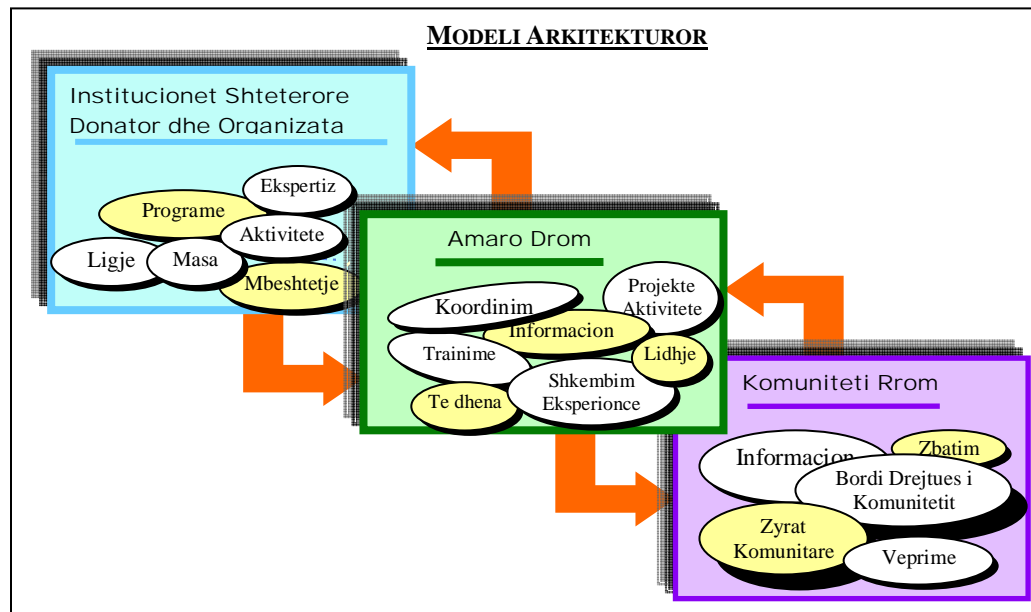 MODELI ARKITEKTUROR
Institucionet Shteterore
Donator dhe Organizata
Ekspertiz
Programe
Aktivitete
Ligje
Masa
Mbeshtetje
Amaro Drom
Projekte
Aktivitete
Koordinim
Informacion
Trainime
Lidhje
Shkembim
Eksperionce
Te dhena
Komuniteti Rrom
Informacion
Zbatim
Bordi Drejtues i
Komunitetit
Zyrat
Komunitare
Veprime